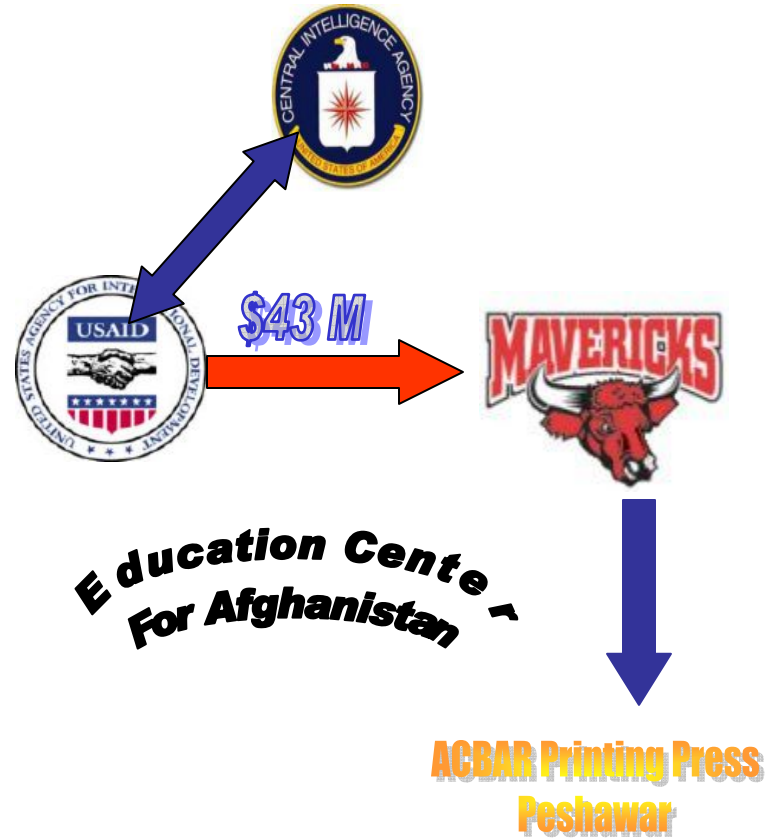 CENTRAL INTELLIGENCE AGENCY
UNITED STATES OF AMERICA
UNITED STATES AGENCY FOR INTERNATIONAL DEVELOPMENT
USAID
$43 M
MAVERICKS
Education Center
For Afghanistan
ACBAR Printing Press
Peshawar